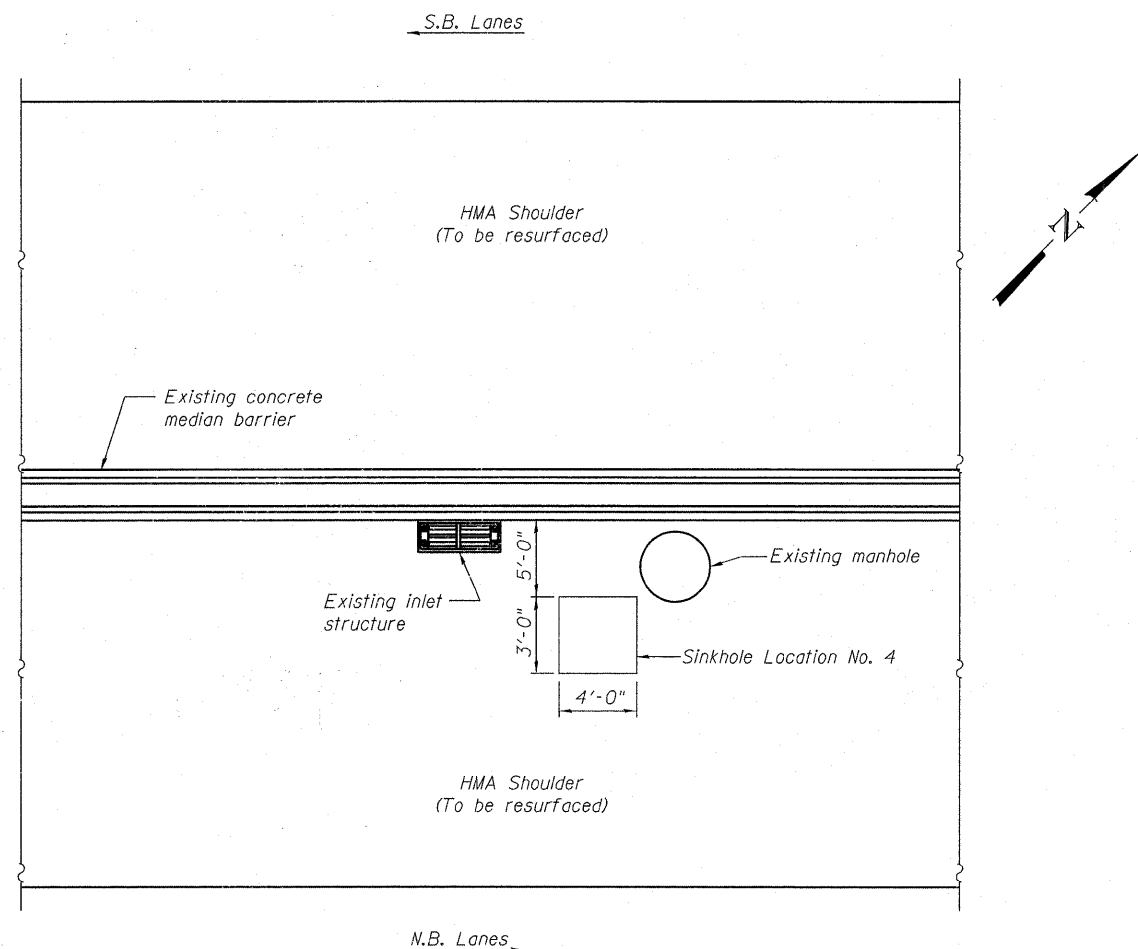 S.B. Lanes
HMA Shoulder
(To be resurfaced)
N
Existing concrete
median barrier
5'-0"
Existing manhole
Existing inlet
structure
3'-0"
Sinkhole Location No. 4
4'-0"
HMA Shoulder
(To be resurfaced)
N.B. Lanes